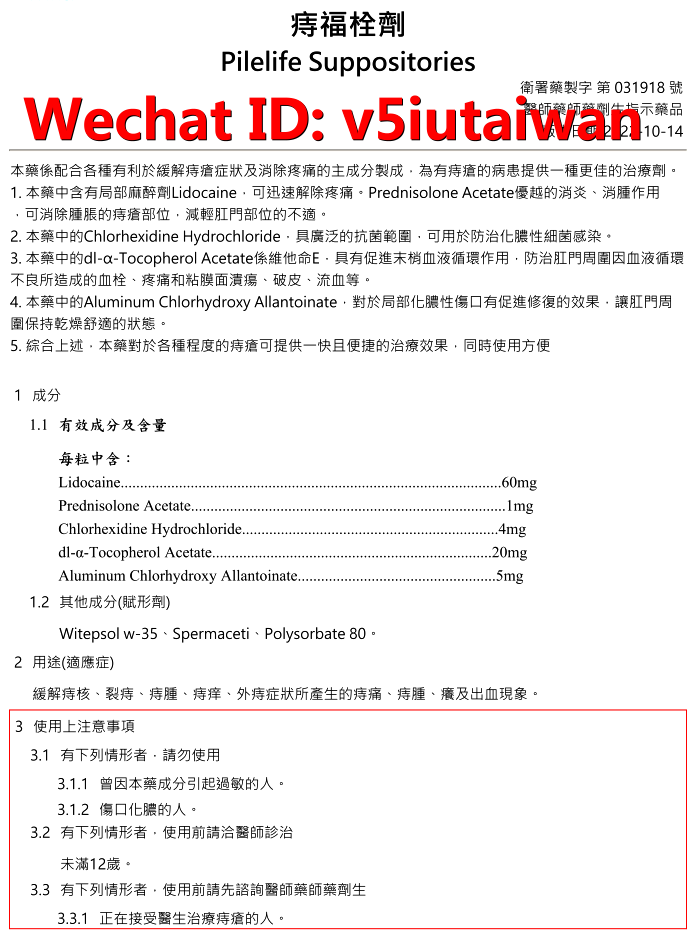 痔福栓劑
Pilelife Suppositories
衛署藥製字 第 031918 號
Wechat ID: v5iutaiwan
醫師藥師藥劑生指示藥品
本藥係配合各種有利於緩解痔瘡症狀及消除疼痛的主成分製成，為有痔瘡的病患提供一種更佳的治療劑。
1. 本藥中含有局部麻醉劑Lidocaine，可迅速解除疼痛。Prednisolone Acetate優越的消炎、消腫作用
，可消除腫脹的痔瘡部位，減輕肛門部位的不適。
2. 本藥中的Chlorhexidine Hydrochloride，具廣泛的抗菌範圍，可用於防治化膿性細菌感染。
3. 本藥中的dl-α-Tocopherol Acetate係維他命E，具有促進末梢血液循環作用，防治肛門周圍因血液循環
不良所造成的血栓、疼痛和粘膜面潰瘍、破皮、流血等。
4. 本藥中的Aluminum Chlorhydroxy Allantoinate，對於局部化膿性傷口有促進修復的效果，讓肛門周
圍保持乾燥舒適的狀態。
5. 綜合上述，本藥對於各種程度的痔瘡可提供一快且便捷的治療效果，同時使用方便
1 成分
1.1 有效成分及含量
每粒中含：
Lidocaine....................................................................................................60mg
Prednisolone Acetate..................................................................................1mg
Chlorhexidine Hydrochloride...................................................................4mg
dl-α-Tocopherol Acetate.........................................................................20mg
Aluminum Chlorhydroxy Allantoinate....................................................5mg
1.2 其他成分(賦形劑)
Witepsol w-35、Spermaceti、Polysorbate 80。
2 用途(適應症)
緩解痔核、裂痔、痔腫、痔痒、外痔症狀所產生的痔痛、痔腫、癢及出血現象。
3 使用上注意事項
3.1 有下列情形者，請勿使用
3.1.1 曾因本藥成分引起過敏的人。
3.1.2 傷口化膿的人。
3.2 有下列情形者，使用前請洽醫師診治
未滿12歲。
3.3 有下列情形者，使用前請先諮詢醫師藥師藥劑生
3.3.1 正在接受醫生治療痔瘡的人。